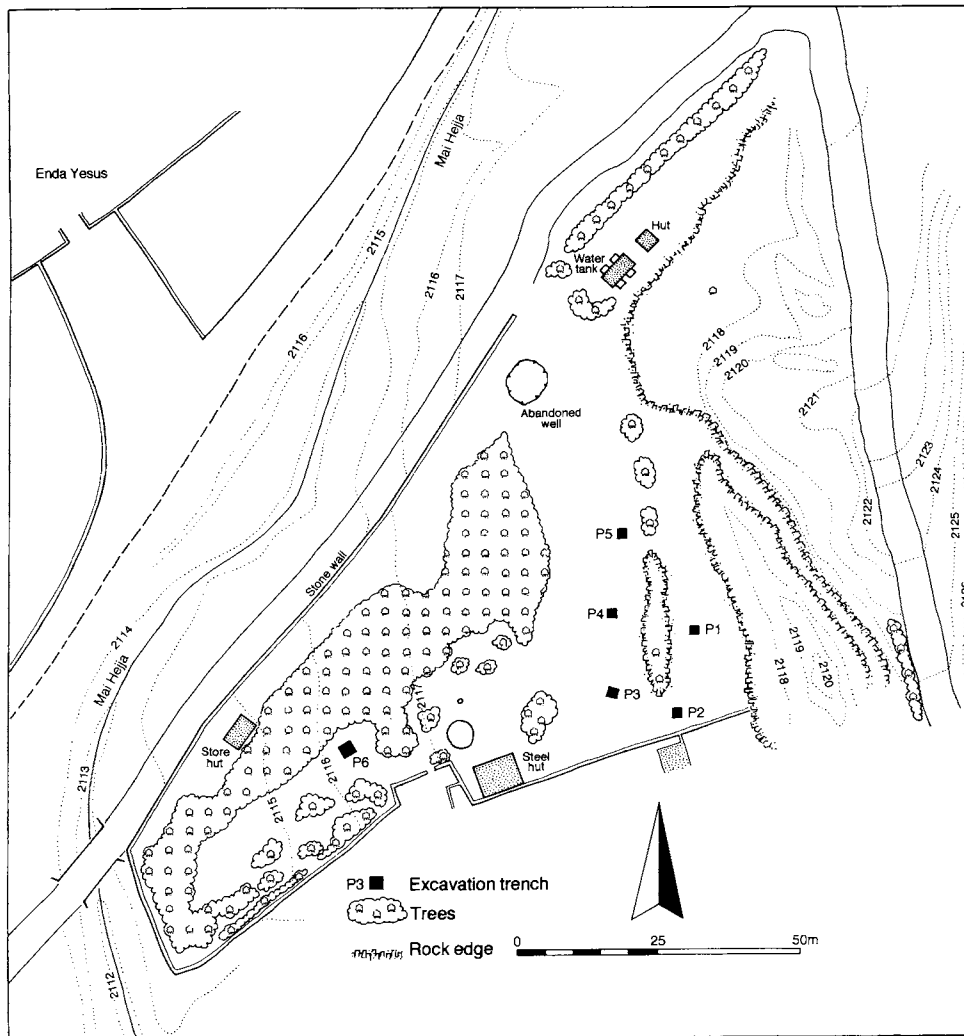 Enda Yesus
Mai Hejja
2115
2116
2116
2117
Hut
Water
tank
2118
2119
2120
2121
2122
2123
2124
2125
Abandoned
well
Stone wall
P5
P4
P1
P3
P2
2114
Mai Hejja
2117
2119
2120
2118
Store
hut
P6
Steel
hut
2116
2115
2113
2112
P3 Excavation trench
Trees
Rock edge
0 25 50m